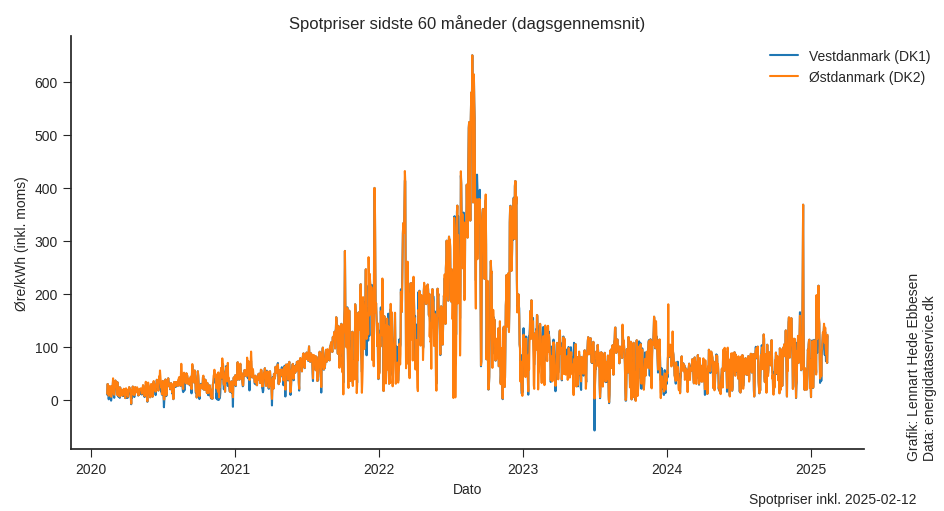 Spotpriser sidste 60 måneder (dagsgennemsnit)
Vestdanmark (DK1)
Østdanmark (DK2)
Øre/kWh (inkl. moms)
600
500
400
300
200
100
0
2020
2021
2022
2023
2024
2025
Dato
Grafik: Lennart Hede Ebbesen
Data: energidataservice.dk
Spotpriser inkl. 2025-02-12